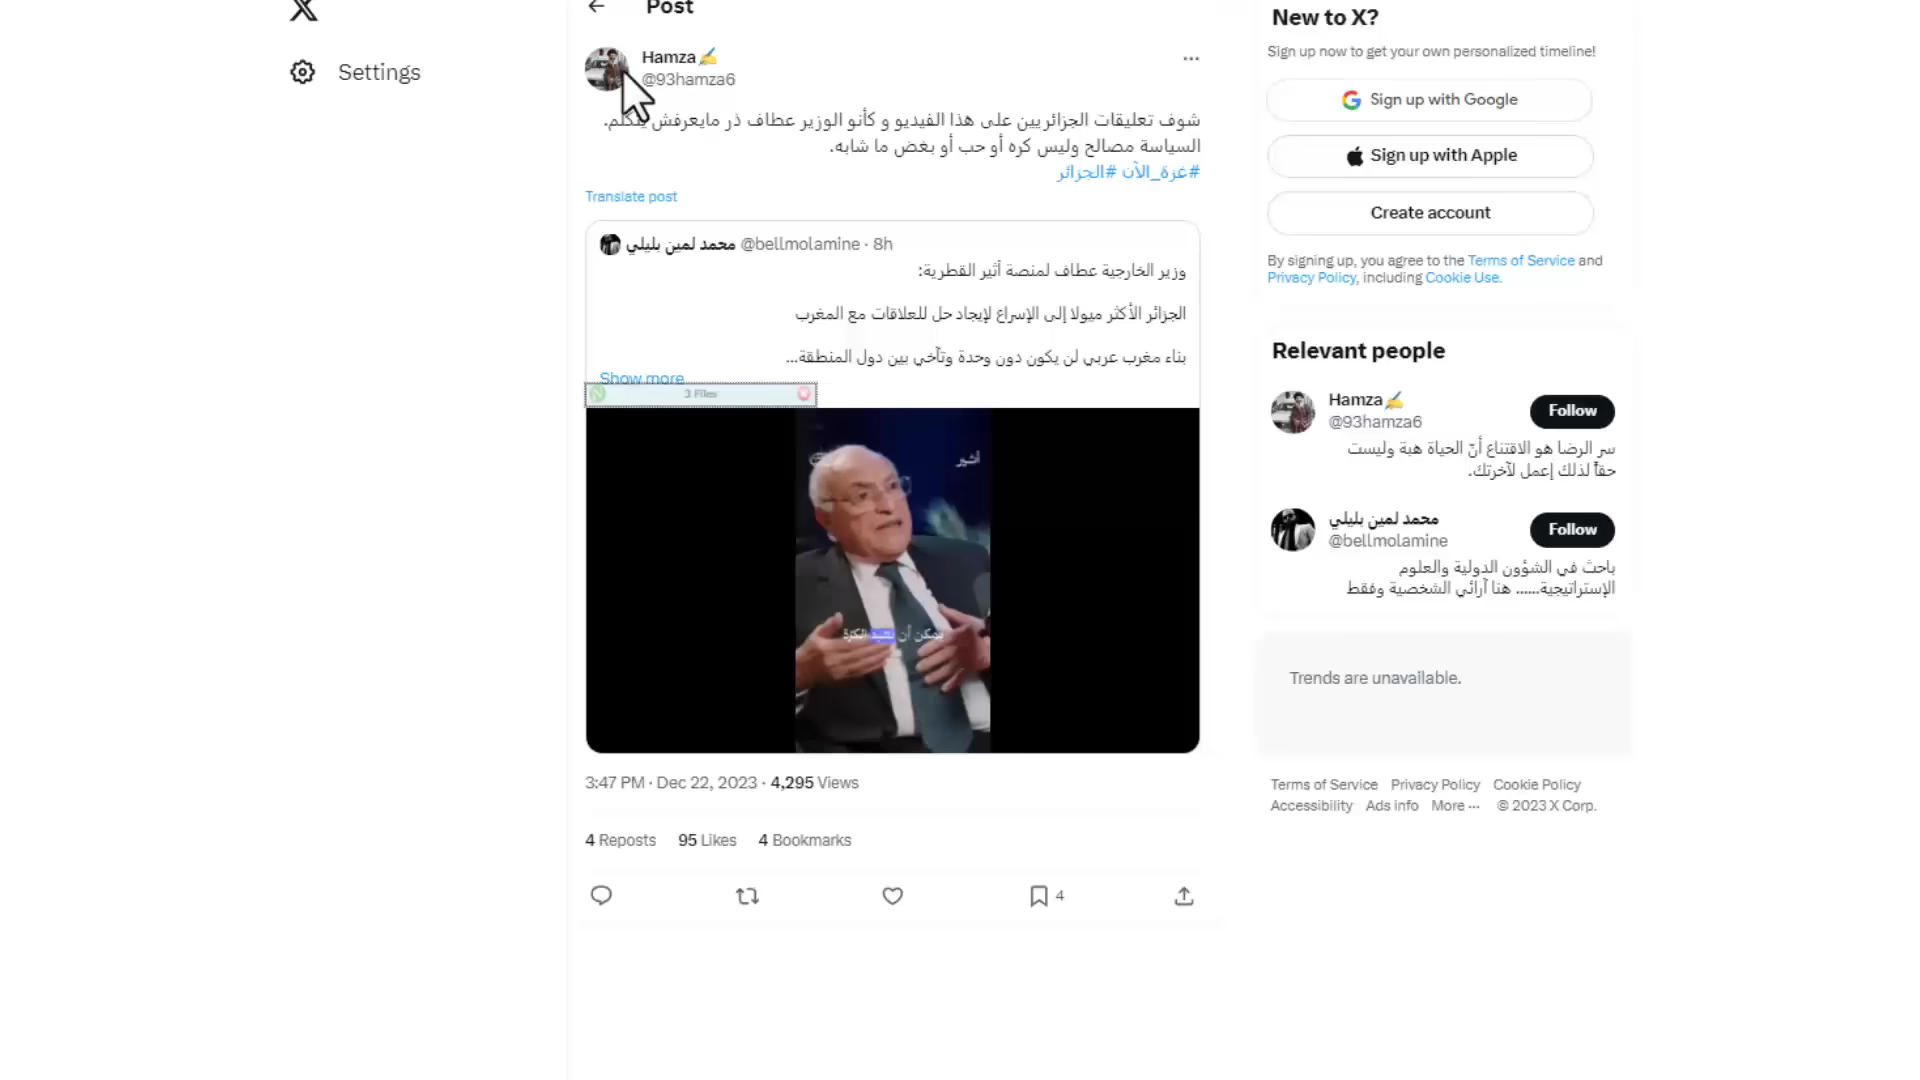 Post
Settings
Hamza✍️
@93hamza6
شوف تعليقات الجزائريين على هذا الفيديو و كأنو الوزير عطاف ذر مايعرفش يتكلم.
السياسة مصالح وليس كره أو حب أو بغض ما شابه.
#غزة_الآن #الجزائر
Translate post
محمد لمين بليلي @bellmolamine · 8h
وزير الخارجية عطاف لمنصة أثير القطرية:
الجزائر الأكثر ميولا إلى الإسراع لإيجاد حل للعلاقات مع المغرب
بناء مغرب عربي لن يكون دون وحدة وتآخي بين دول المنطقة...
Show more
3 Files
أثير
يمكن أن نعيد الكرة
3:47 PM · Dec 22, 2023 · 4,295 Views
4 Reposts 95 Likes 4 Bookmarks
4
New to X?
Sign up now to get your own personalized timeline!
Sign up with Google
Sign up with Apple
Create account
By signing up, you agree to the Terms of Service and
Privacy Policy, including Cookie Use.
Relevant people
Hamza✍️
@93hamza6
Follow
سر الرضا هو الاقتناع أنّ الحياة هبة وليست
حقاً لذلك إعمل لآخرتك.
محمد لمين بليلي
@bellmolamine
Follow
باحث في الشؤون الدولية والعلوم
الإستراتيجية...... هنا آرائي الشخصية وفقط
Trends are unavailable.
Terms of Service Privacy Policy Cookie Policy
Accessibility Ads info More ··· © 2023 X Corp.